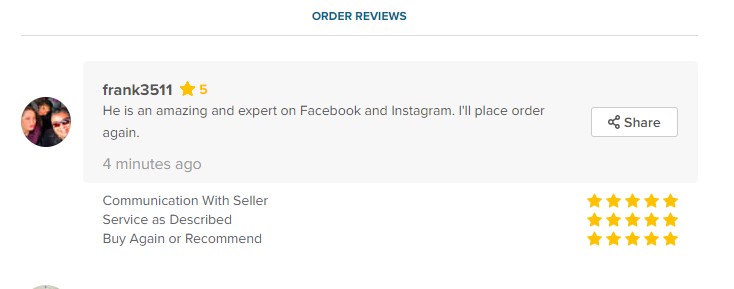 ORDER REVIEWS
frank3511 5
He is an amazing and expert on Facebook and Instagram. I'll place order
again.
Share
4 minutes ago
Communication With Seller
Service as Described
Buy Again or Recommend